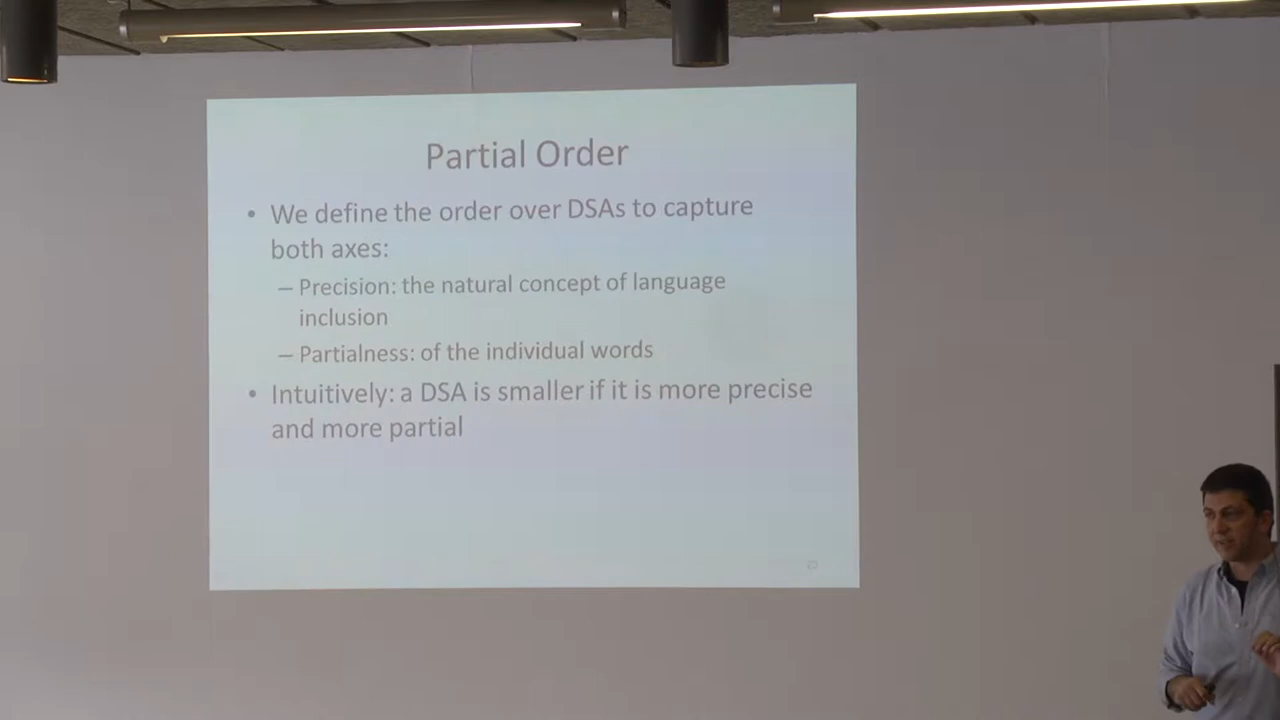 Partial Order
• We define the order over DSAs to capture
both axes:
– Precision: the natural concept of language
inclusion
– Partialness: of the individual words
• Intuitively: a DSA is smaller if it is more precise
and more partial